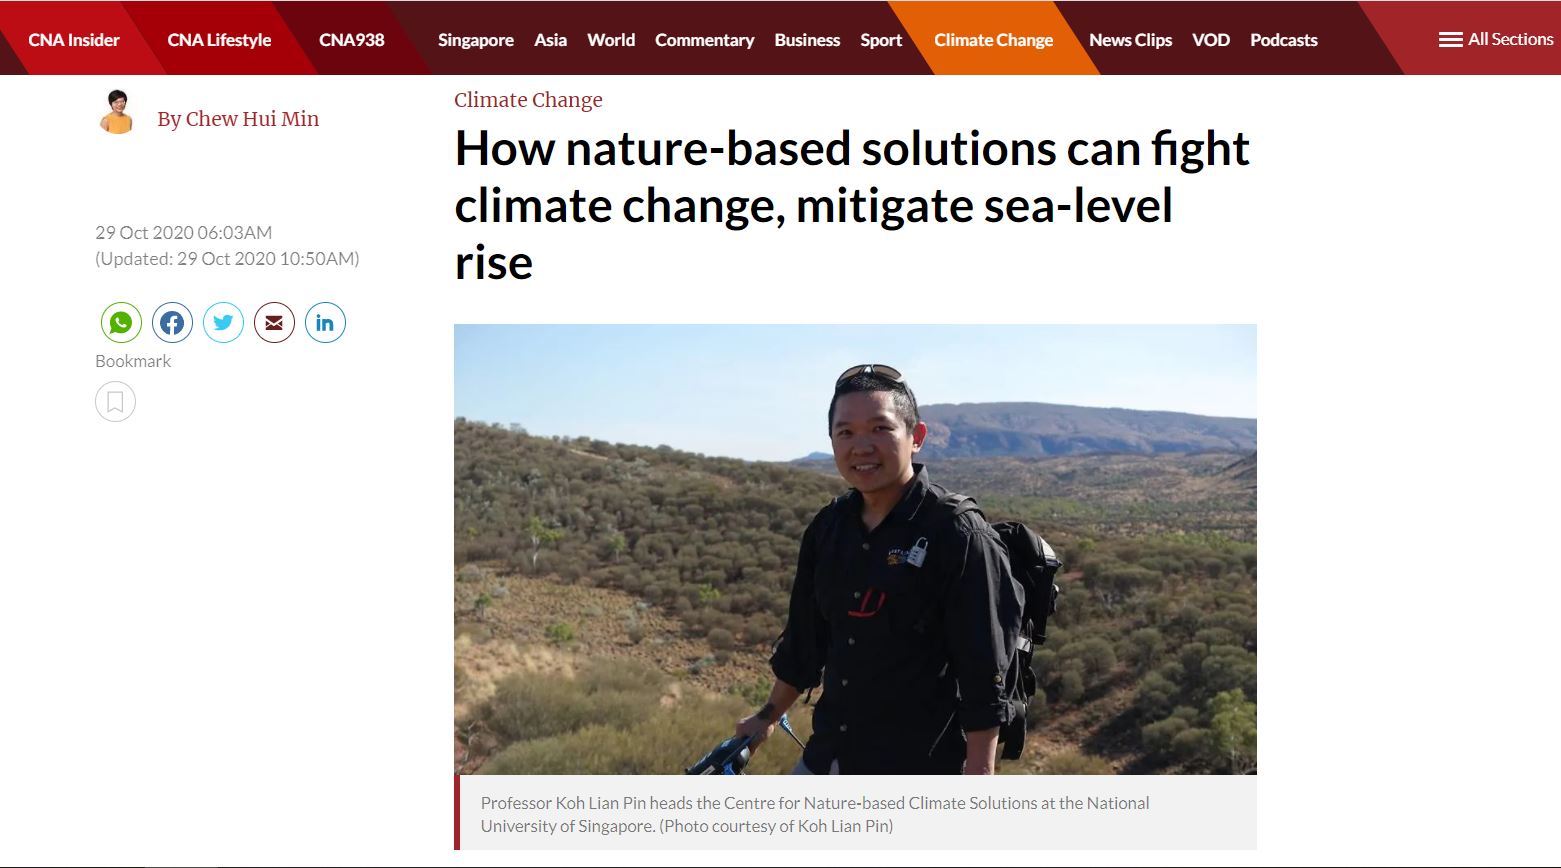 CNA Insider CNA Lifestyle CNA938 Singapore Asia World Commentary Business Sport Climate Change News Clips VOD Podcasts All Sections
By Chew Hui Min
29 Oct 2020 06:03AM
(Updated: 29 Oct 2020 10:50AM)
Bookmark
Climate Change
How nature-based solutions can fight
climate change, mitigate sea-level
rise
Professor Koh Lian Pin heads the Centre for Nature-based Climate Solutions at the National
University of Singapore. (Photo courtesy of Koh Lian Pin)